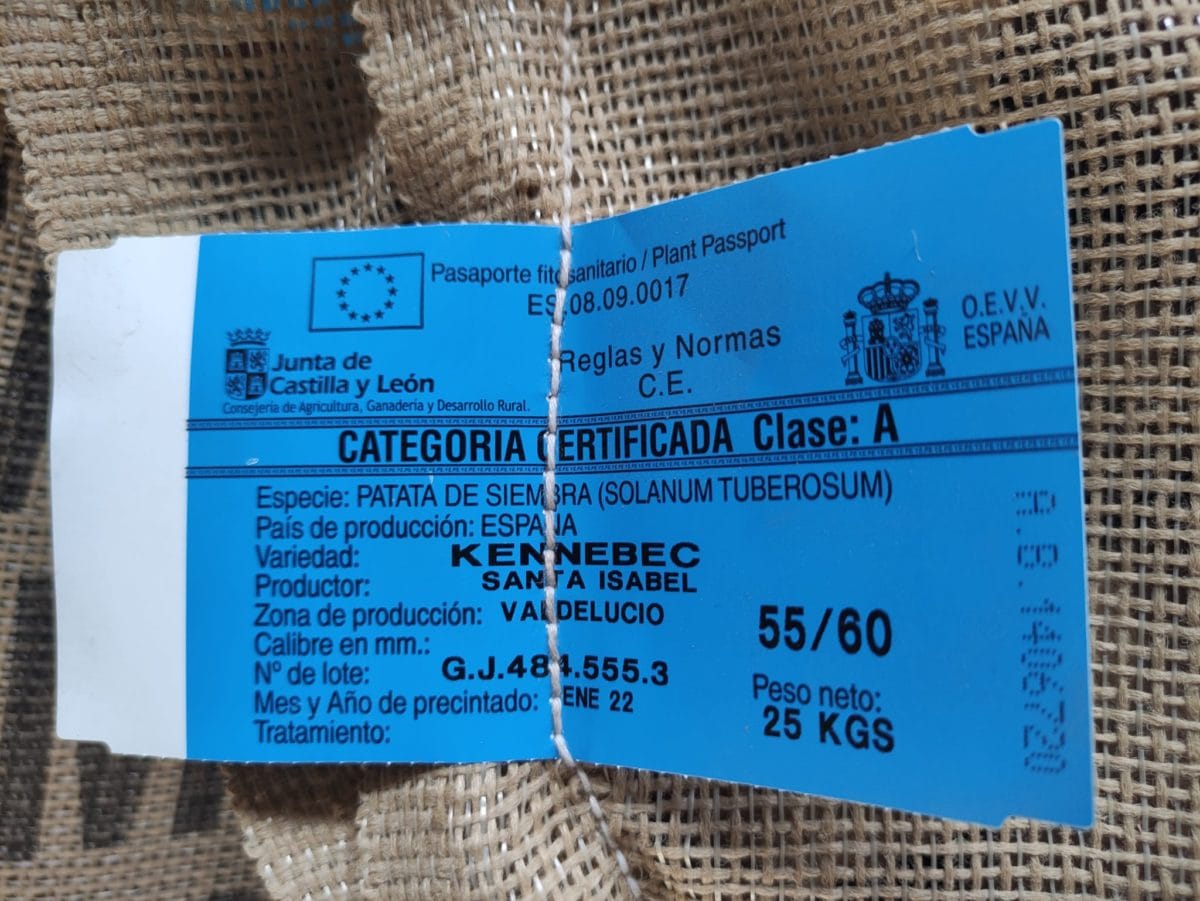 Pasaporte fitosanitario / Plant Passport
ES.08.09.0017
Junta de
Castilla y León
Consejería de Agricultura, Ganadería y Desarrollo Rural.
Reglas y Normas
C.E.
O.E.V.V.
ESPAÑA
CATEGORIA CERTIFICADA Clase: A
Especie: PATATA DE SIEMBRA (SOLANUM TUBEROSUM)
País de producción: ESPAÑA
Variedad: KENNEBEC
Productor: SANTA ISABEL
Zona de producción: VALDELUCIO
Calibre en mm.: 55/60
Nº de lote: G.J.484.555.3
Mes y Año de precintado: ENE 22
Peso neto:
25 KGS
Tratamiento: